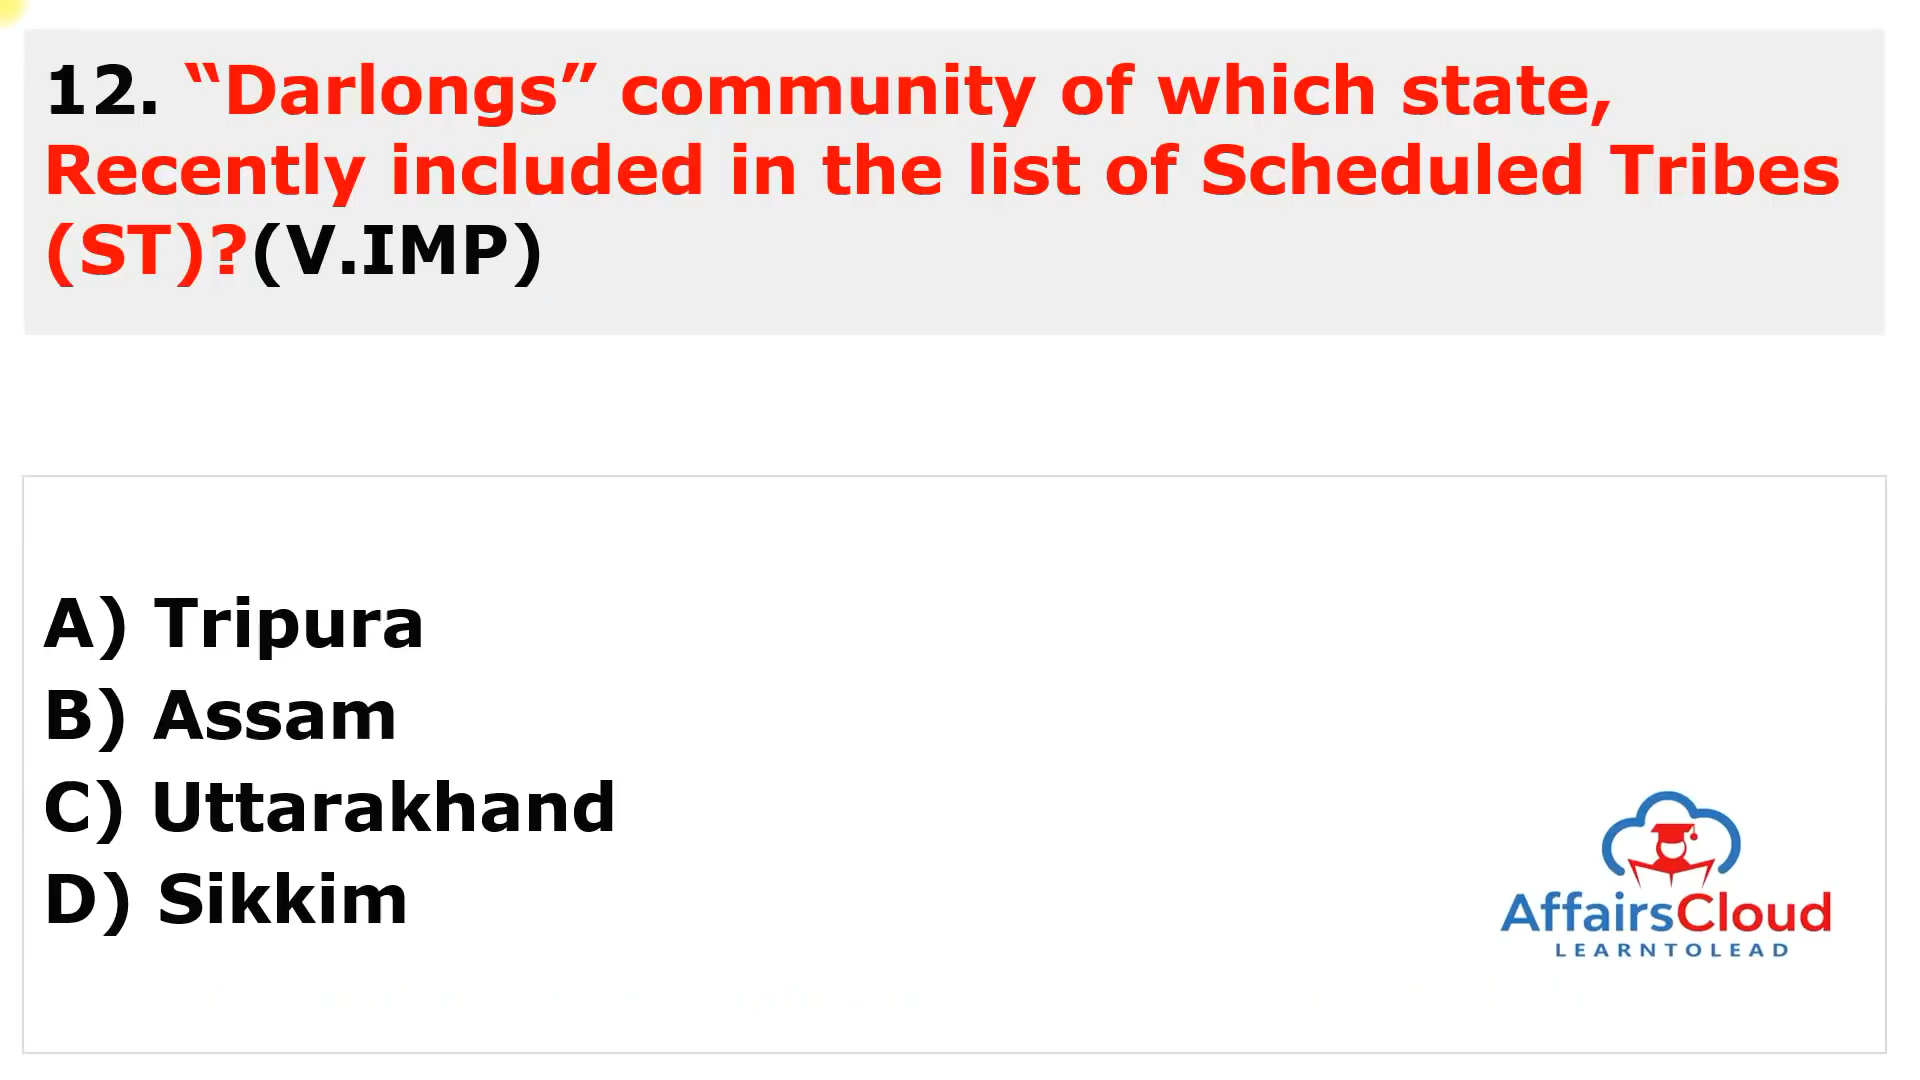 12. “Darlongs” community of which state,
Recently included in the list of Scheduled Tribes
(ST)?(V.IMP)
A) Tripura
B) Assam
C) Uttarakhand
D) Sikkim
AffairsCloud
LEARNTOLEAD